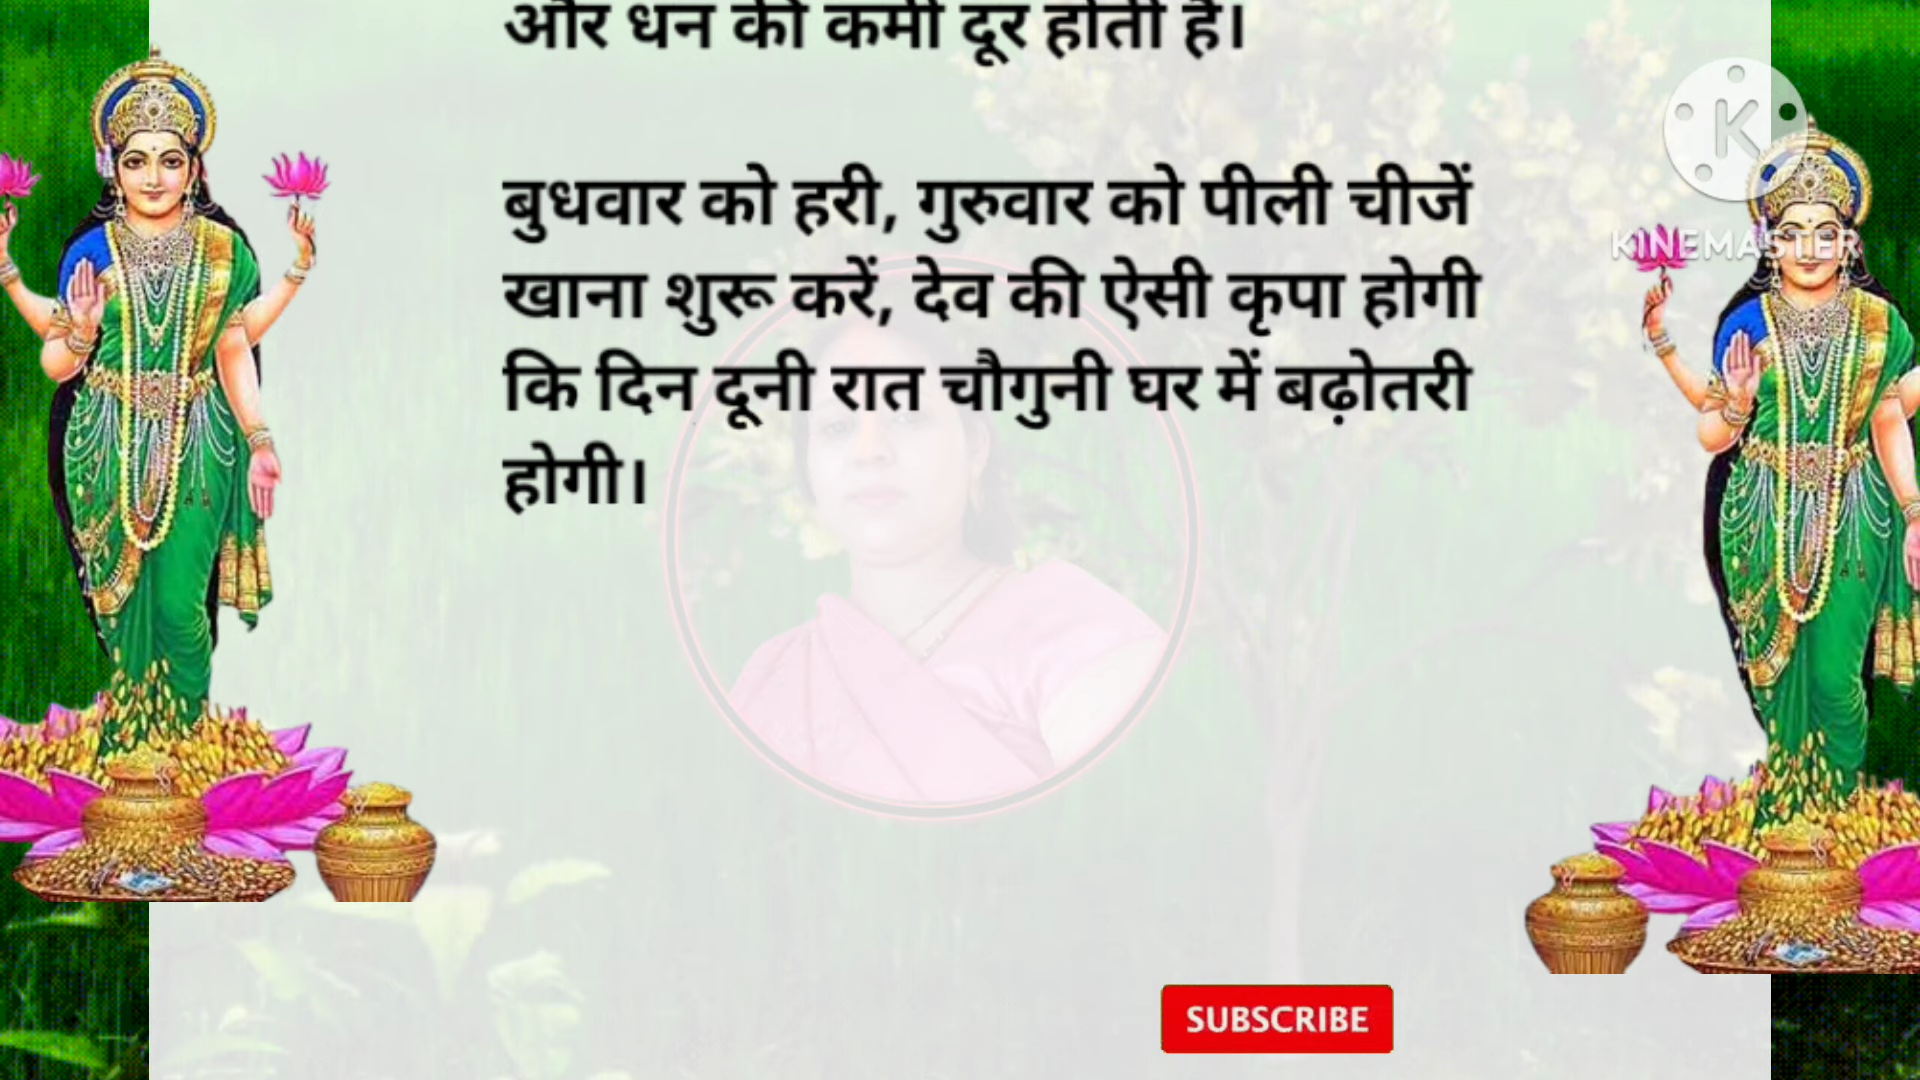 और धन की कमी दूर होती है।
बुधवार को हरी, गुरुवार को पीली चीजें
खाना शुरू करें, देव की ऐसी कृपा होगी
कि दिन दूनी रात चौगुनी घर में बढ़ोतरी
होगी।
K
KINEMASTER
SUBSCRIBE